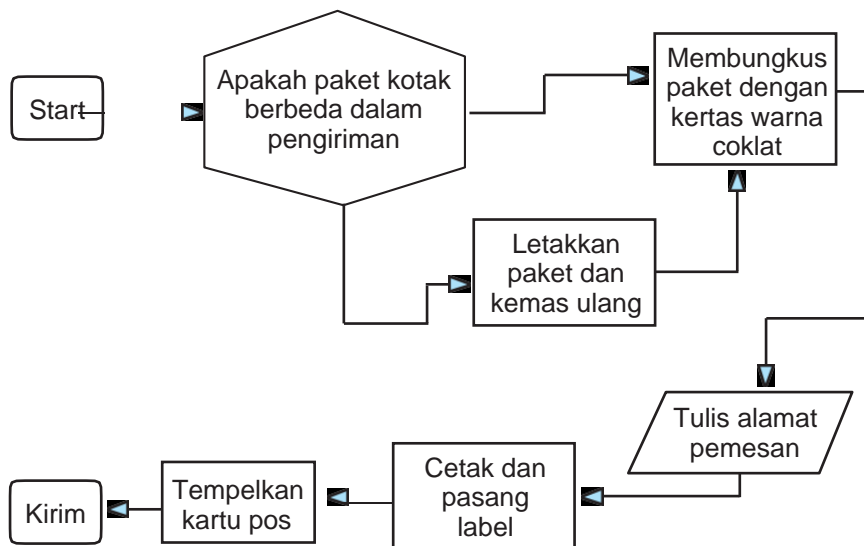 Start
Apakah paket kotak
berbeda dalam
pengiriman
Membungkus
paket dengan
kertas warna
coklat
Letakkan
paket dan
kemas ulang
Tulis alamat
pemesan
Cetak dan
pasang
label
Tempelkan
kartu pos
Kirim